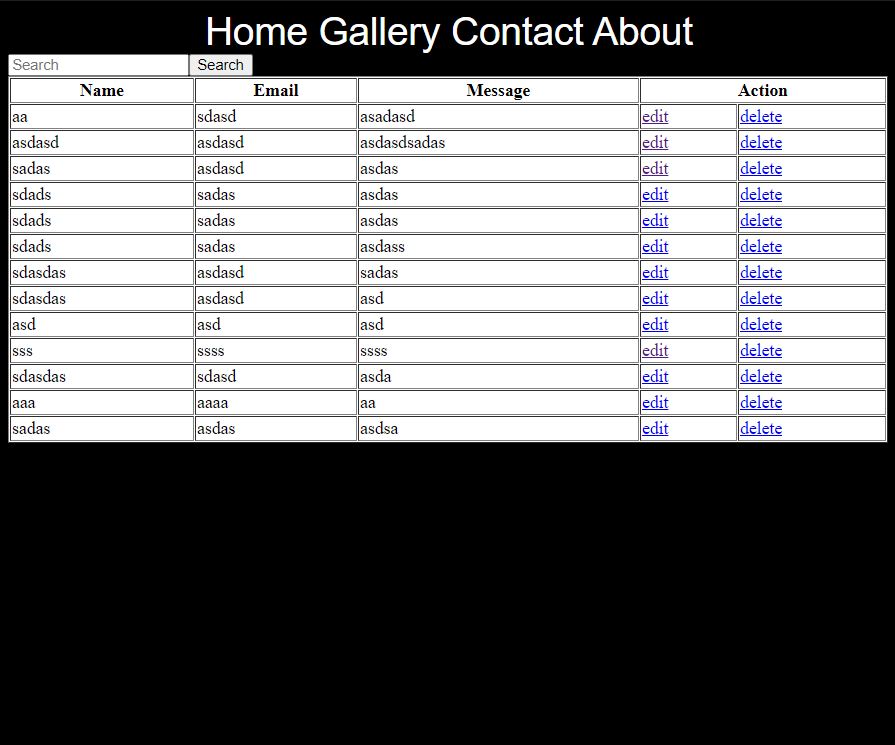 Home Gallery Contact About
Search Search
Name Email Message Action
aa sdasd asadasd edit delete
asdasd asdasd asdasdsadas edit delete
sadas asdasd asdas edit delete
sdads sadas asdas edit delete
sdads sadas asdas edit delete
sdads sadas asdass edit delete
sdasdas asdasd sadas edit delete
sdasdas asdasd asd edit delete
asd asd asd edit delete
sss ssss ssss edit delete
sdasdas sdasd asda edit delete
aaa aaaa aa edit delete
sadas asdas asdsa edit delete